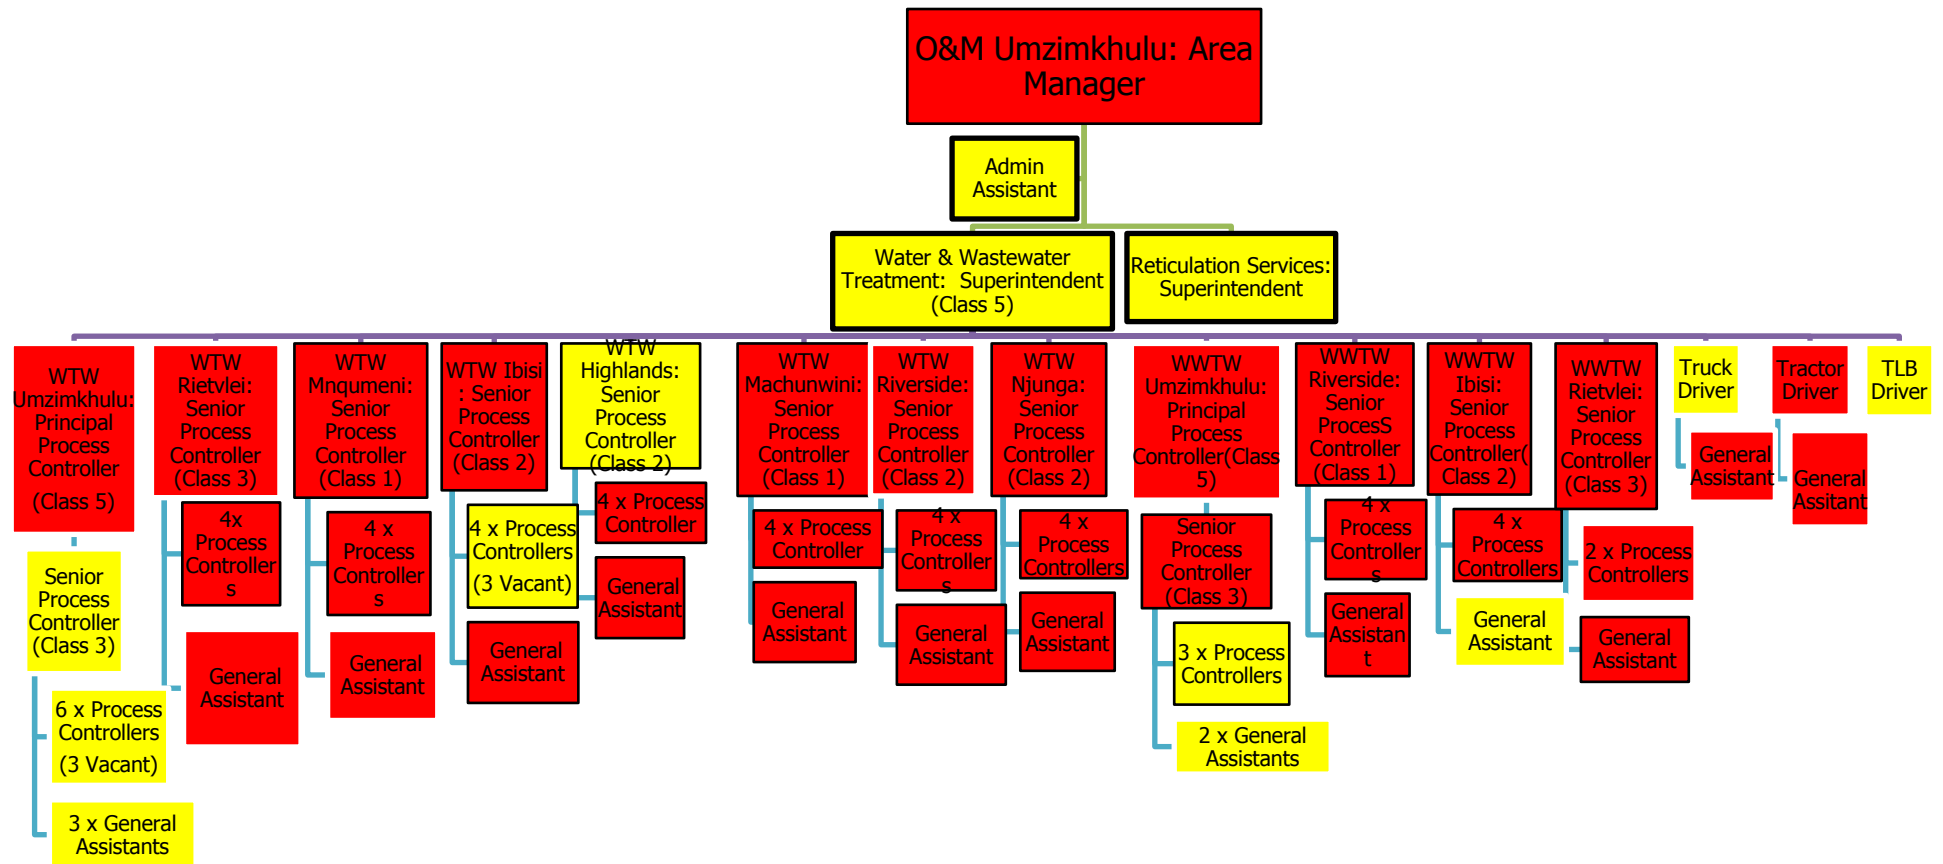 O&M Umzimkhulu: Area
Manager
Admin
Assistant
Water & Wastewater
Treatment: Superintendent
(Class 5)
Reticulation Services:
Superintendent
WTW
Umzimkhulu:
Principal
Process
Controller
(Class 5)
Senior
Process
Controller
(Class 3)
6 x Process
Controllers
(3 Vacant)
3 x General
Assistants
WTW
Rietvlei:
Senior
Process
Controller
(Class 3)
4x
Process
Controller
s
General
Assistant
WTW
Mnqumeni:
Senior
Process
Controller
(Class 1)
4 x
Process
Controller
s
General
Assistant
WTW Ibisi
: Senior
Process
Controller
(Class 2)
4 x Process
Controllers
(3 Vacant)
General
Assistant
WTW
Highlands:
Senior
Process
Controller
(Class 2)
4 x Process
Controller
General
Assistant
WTW
Machunwini:
Senior
Process
Controller
(Class 1)
4 x Process
Controller
General
Assistant
WTW
Riverside:
Senior
Process
Controller
(Class 2)
4 x
Process
Controller
s
General
Assistant
WTW
Njunga:
Senior
Process
Controller
(Class 2)
4 x
Process
Controllers
General
Assistant
WWTW
Umzimkhulu:
Principal
Process
Controller(Class
5)
Senior
Process
Controller
(Class 3)
3 x Process
Controllers
2 x General
Assistants
WWTW
Riverside:
Senior
ProcesS
Controller
(Class 1)
4 x
Process
Controller
s
General
Assistan
t
WWTW
Ibisi:
Senior
Process
Controller(
Class 2)
4 x
Process
Controllers
General
Assistant
WWTW
Rietvlei:
Senior
Process
Controller
(Class 3)
2 x Process
Controllers
General
Assistant
Truck
Driver
General
Assistant
Tractor
Driver
General
Assitant
TLB
Driver